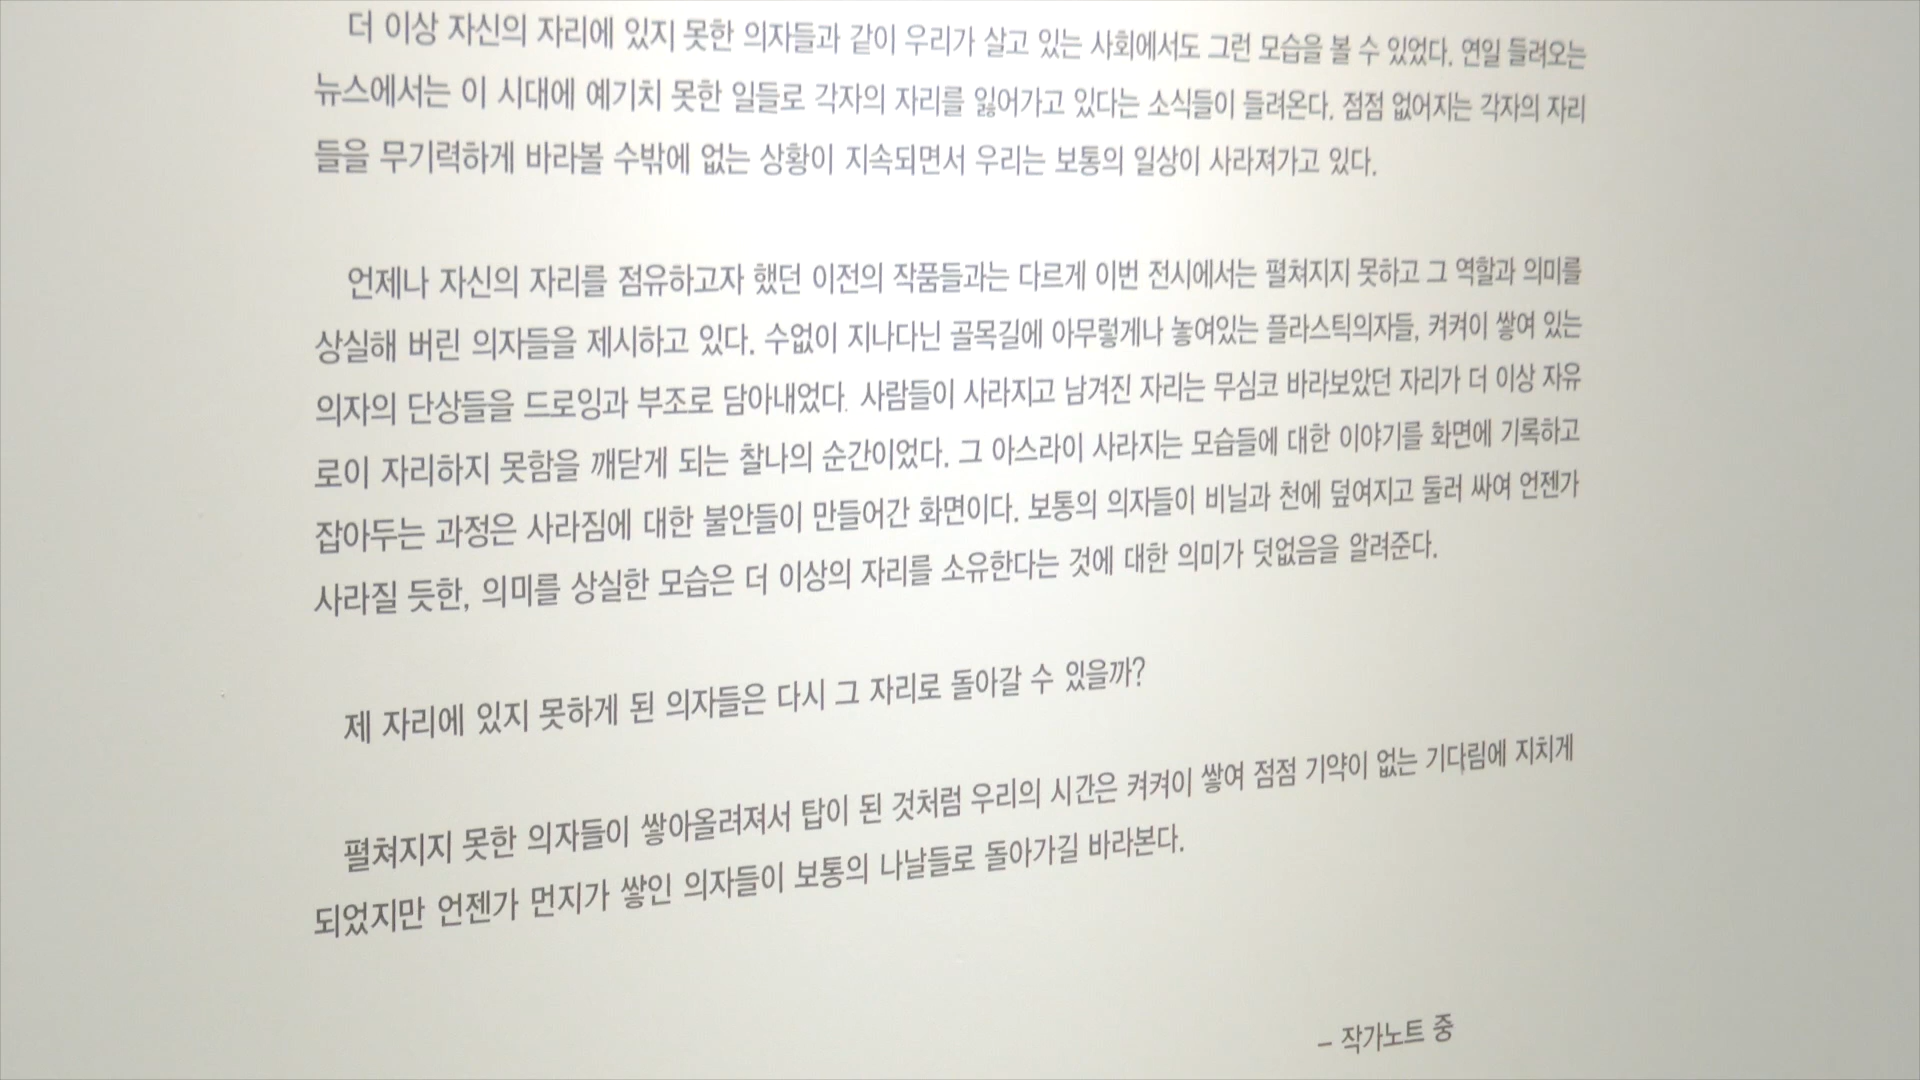 더 이상 자신의 자리에 있지 못한 의자들과 같이 우리가 살고 있는 사회에서도 그런 모습을 볼 수 있었다. 연일 들려오는
뉴스에서는 이 시대에 예기치 못한 일들로 각자의 자리를 잃어가고 있다는 소식들이 들려온다. 점점 없어지는 각자의 자리
들을 무기력하게 바라볼 수밖에 없는 상황이 지속되면서 우리는 보통의 일상이 사라져가고 있다.
언제나 자신의 자리를 점유하고자 했던 이전의 작품들과는 다르게 이번 전시에서는 펼쳐지지 못하고 그 역할과 의미를
상실해 버린 의자들을 제시하고 있다. 수없이 지나다닌 골목길에 아무렇게나 놓여있는 플라스틱의자들, 켜켜이 쌓여 있는
의자의 단상들을 드로잉과 부조로 담아내었다. 사람들이 사라지고 남겨진 자리는 무심코 바라보았던 자리가 더 이상 자유
로이 자리하지 못함을 깨닫게 되는 찰나의 순간이었다. 그 아스라이 사라지는 모습들에 대한 이야기를 화면에 기록하고
잡아두는 과정은 사라짐에 대한 불안들이 만들어간 화면이다. 보통의 의자들이 비닐과 천에 덮여지고 둘러 싸여 언젠가
사라질 듯한, 의미를 상실한 모습은 더 이상의 자리를 소유한다는 것에 대한 의미가 덧없음을 알려준다.
제 자리에 있지 못하게 된 의자들은 다시 그 자리로 돌아갈 수 있을까?
펼쳐지지 못한 의자들이 쌓아올려져서 탑이 된 것처럼 우리의 시간은 켜켜이 쌓여 점점 기약이 없는 기다림에 지치게
되었지만 언젠가 먼지가 쌓인 의자들이 보통의 나날들로 돌아가길 바라본다.
– 작가노트 중